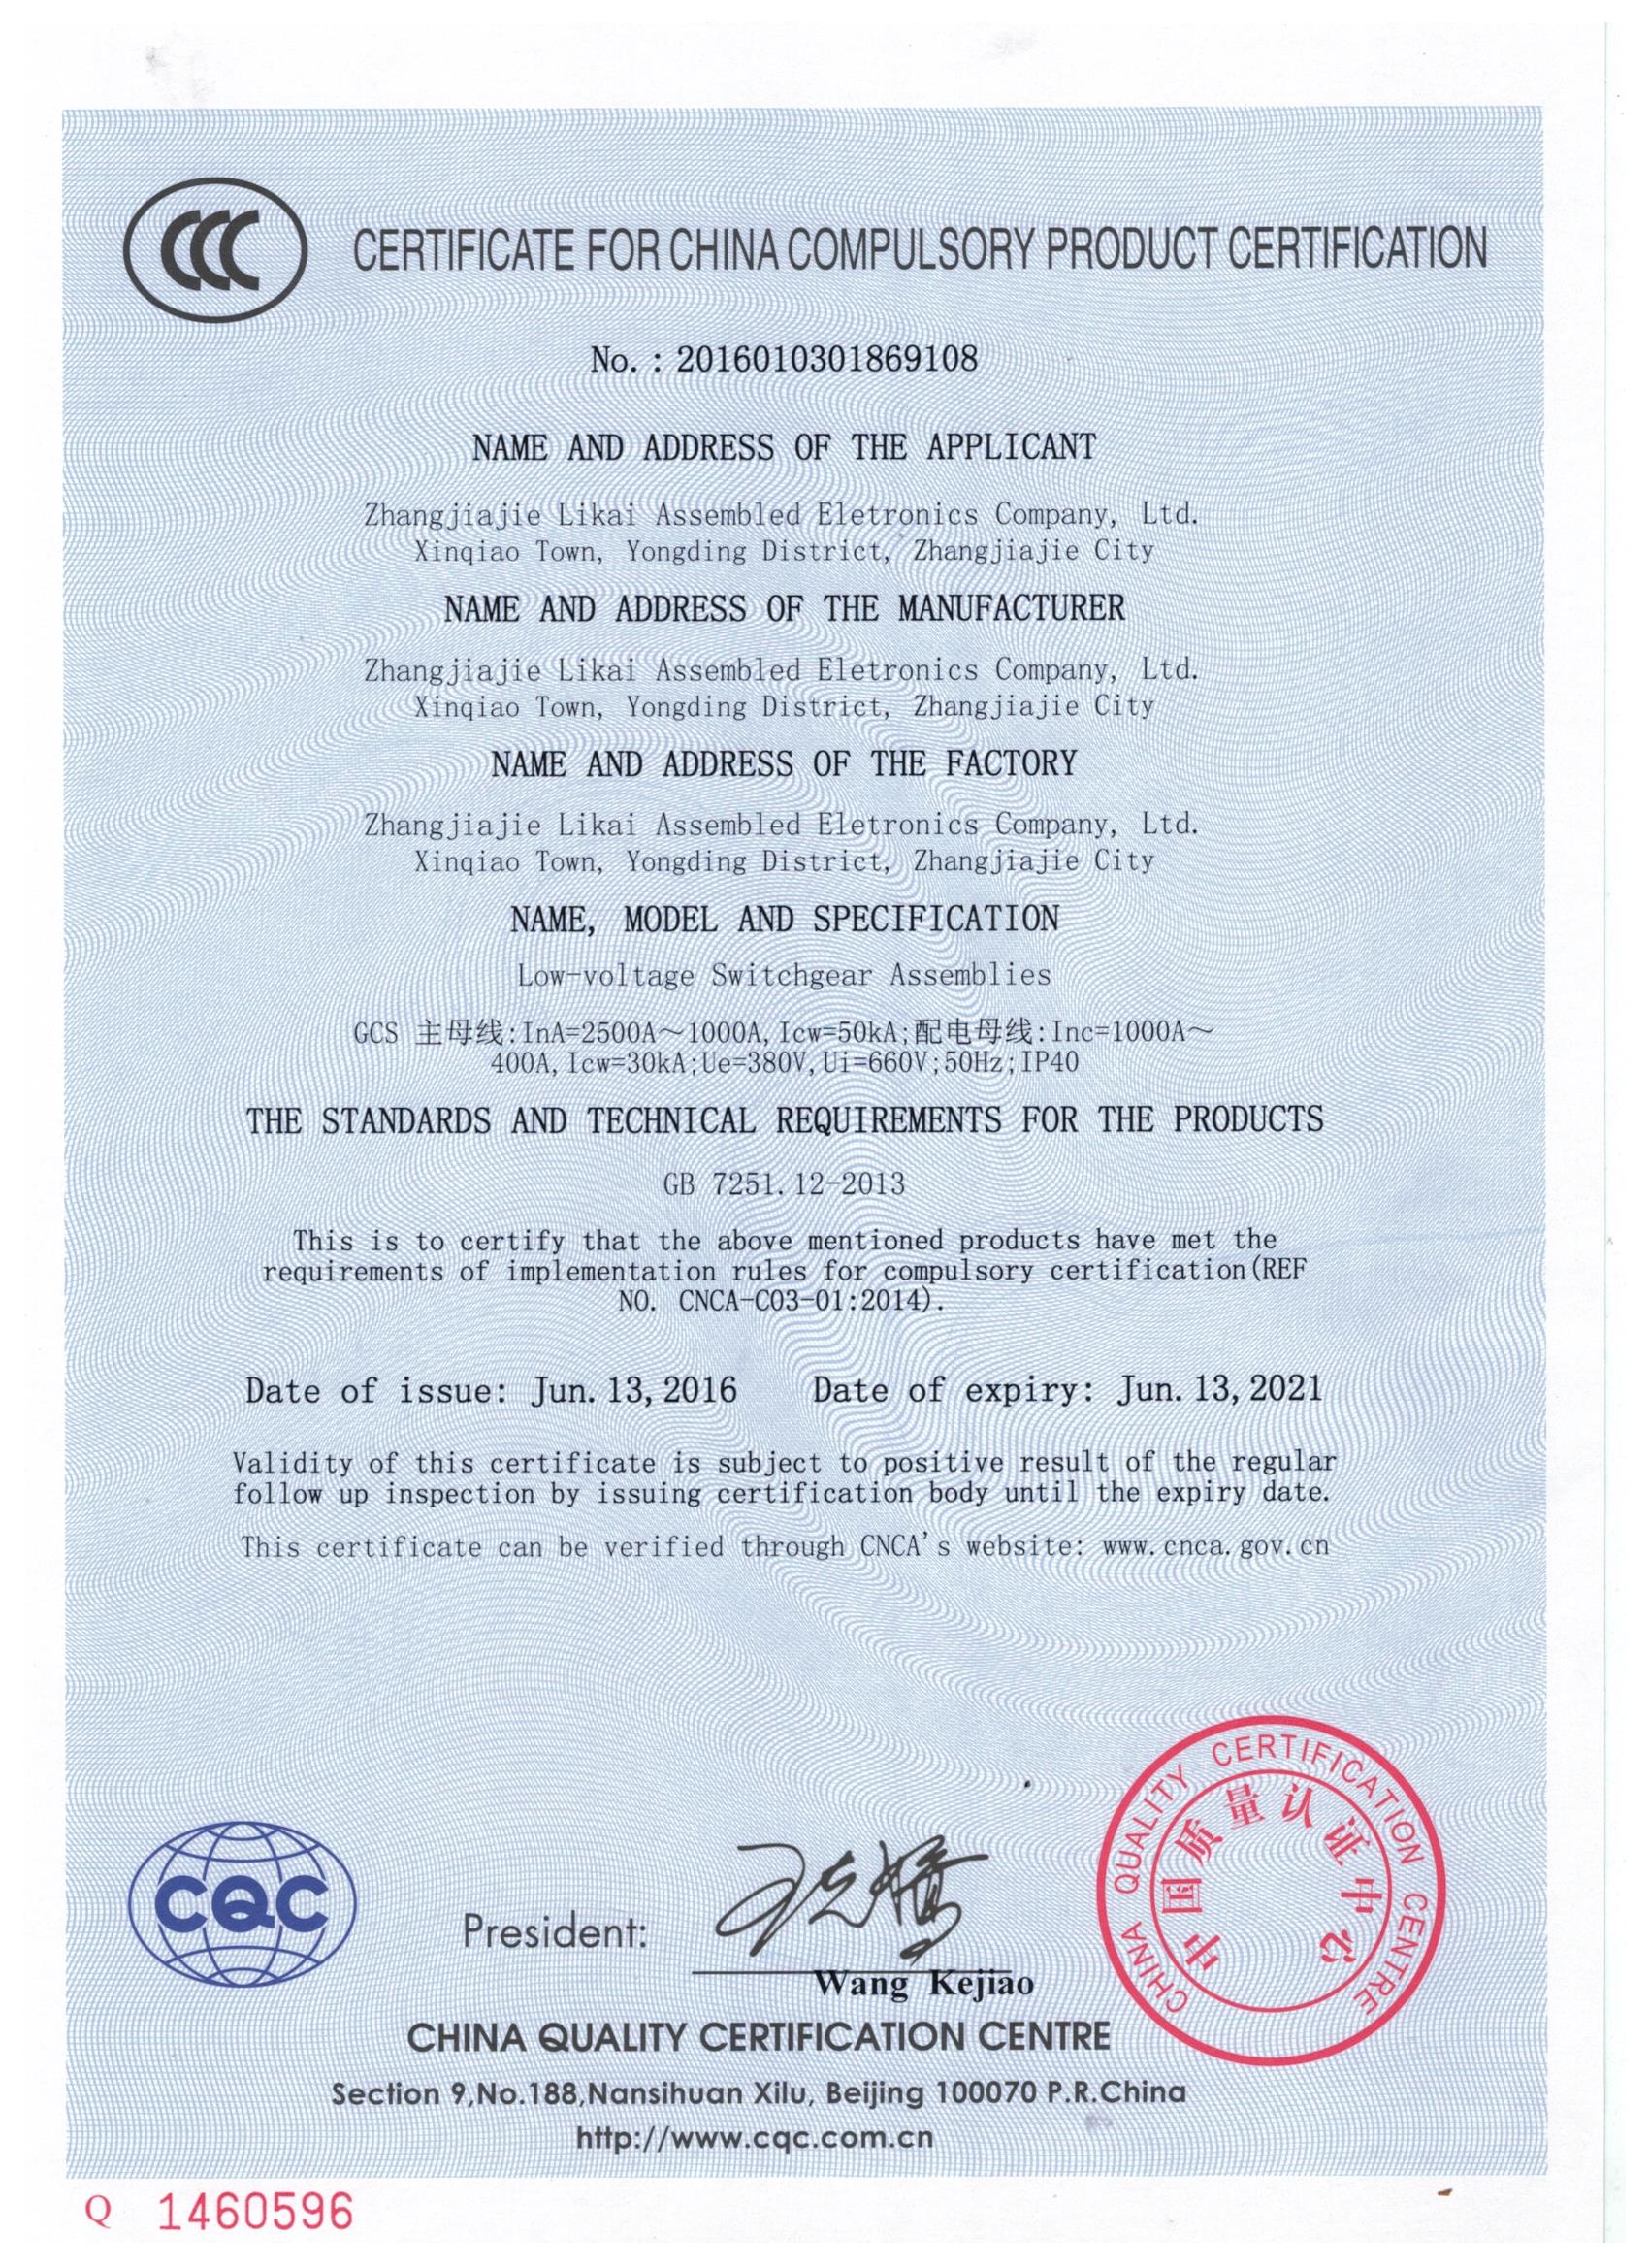 CCC
CERTIFICATE FOR CHINA COMPULSORY PRODUCT CERTIFICATION
No. : 2016010301869108
NAME AND ADDRESS OF THE APPLICANT
Zhangjiajie Likai Assembled Eletronics Company, Ltd.
Xinqiao Town, Yongding District, Zhangjiajie City
NAME AND ADDRESS OF THE MANUFACTURER
Zhangjiajie Likai Assembled Eletronics Company, Ltd.
Xinqiao Town, Yongding District, Zhangjiajie City
NAME AND ADDRESS OF THE FACTORY
Zhangjiajie Likai Assembled Eletronics Company, Ltd.
Xinqiao Town, Yongding District, Zhangjiajie City
NAME, MODEL AND SPECIFICATION
Low-voltage Switchgear Assemblies
GCS 主母线:InA=2500A～1000A, Icw=50kA;配电母线:Inc=1000A～
400A, Icw=30kA;Ue=380V, Ui=660V;50Hz;IP40
THE STANDARDS AND TECHNICAL REQUIREMENTS FOR THE PRODUCTS
GB 7251.12-2013
This is to certify that the above mentioned products have met the
requirements of implementation rules for compulsory certification(REF
NO. CNCA-C03-01:2014).
Date of issue: Jun. 13, 2016 Date of expiry: Jun. 13, 2021
Validity of this certificate is subject to positive result of the regular
follow up inspection by issuing certification body until the expiry date.
This certificate can be verified through CNCA's website: www.cnca.gov.cn
CHINA QUALITY CERTIFICATION CENTRE
中国质量认证中心
CQC
President:
Wang Kejiao
CHINA QUALITY CERTIFICATION CENTRE
Section 9,No.188,Nansihuan Xilu, Beijing 100070 P.R.China
http://www.cqc.com.cn
Q 1460596